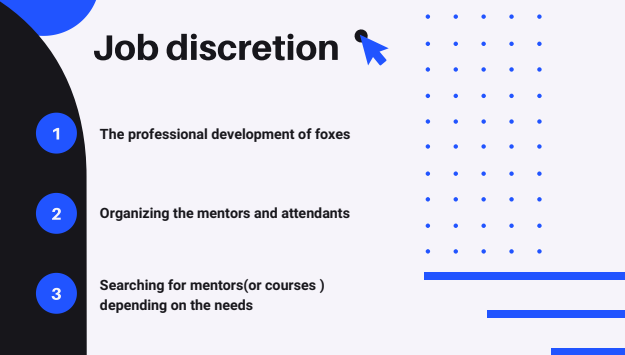 Job discretion
1
The professional development of foxes
2
Organizing the mentors and attendants
3
Searching for mentors(or courses )
depending on the needs